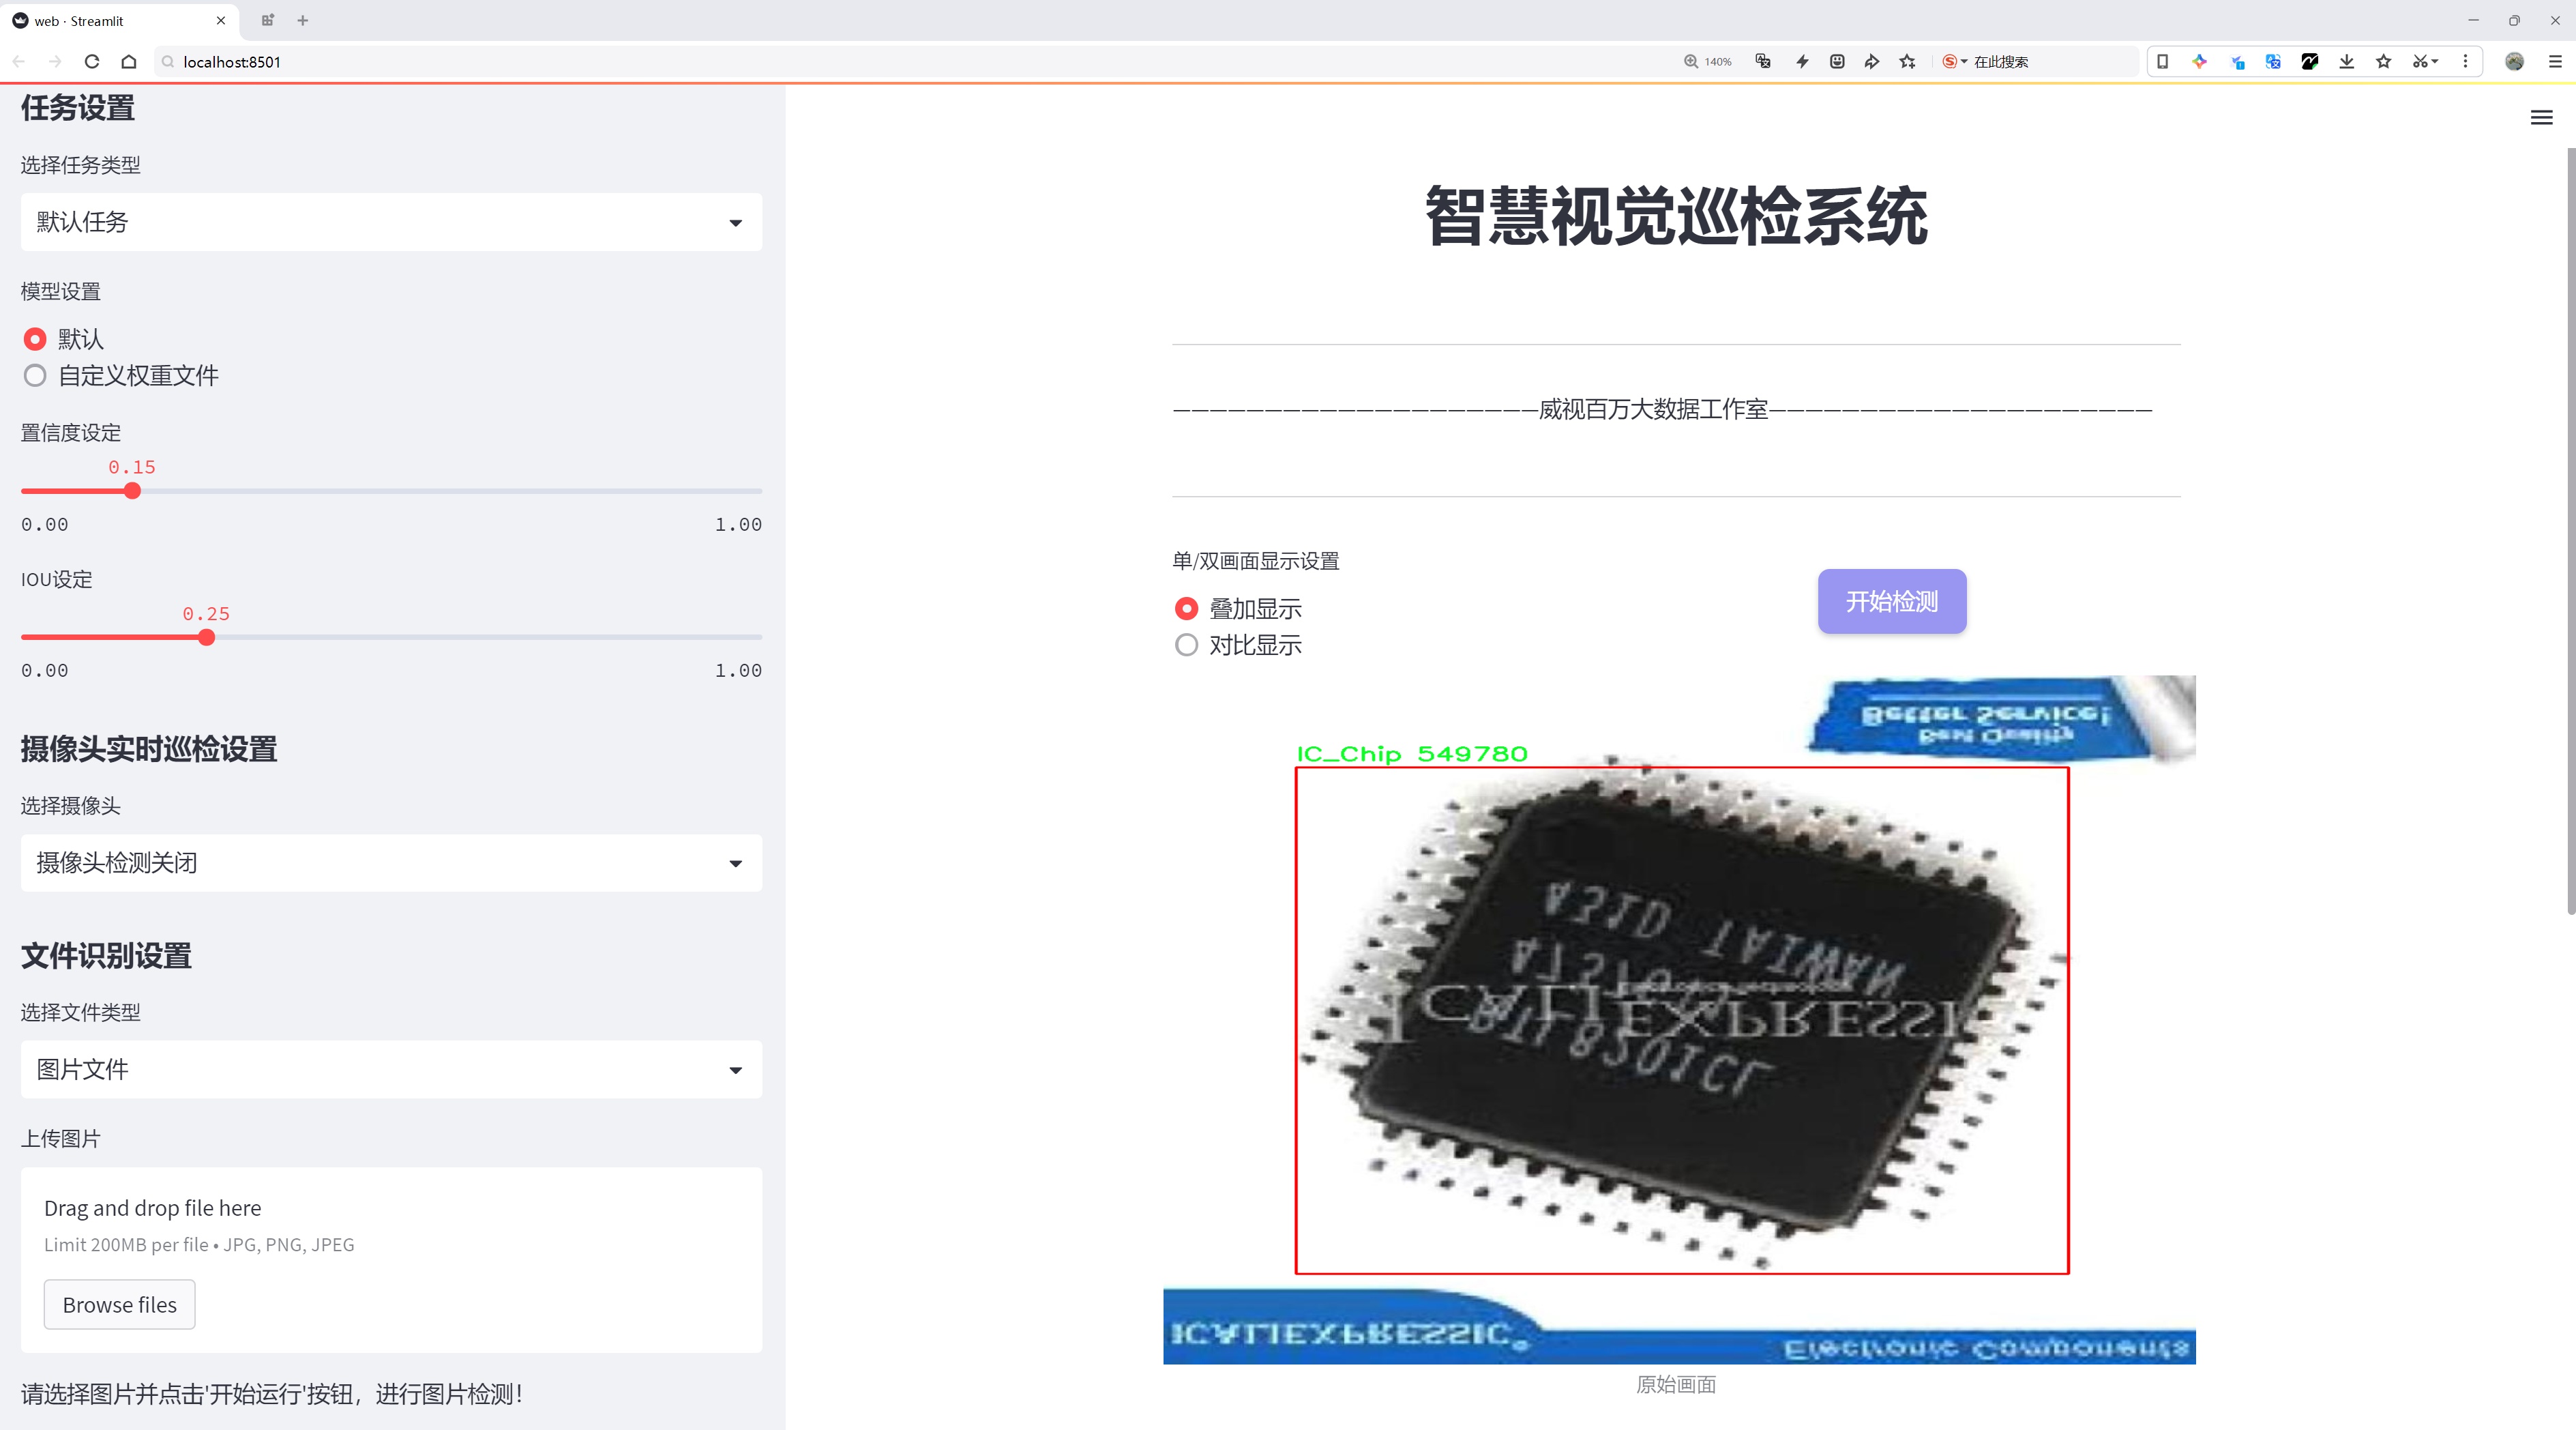 web · Streamlit
localhost:8501
140%
在此搜索
任务设置
选择任务类型
默认任务
模型设置
默认
自定义权重文件
置信度设定
0.15
0.00
1.00
IOU设定
0.25
0.00
1.00
摄像头实时巡检设置
选择摄像头
摄像头检测关闭
文件识别设置
选择文件类型
图片文件
上传图片
Drag and drop file here
Limit 200MB per file • JPG, PNG, JPEG
Browse files
请选择图片并点击'开始运行'按钮，进行图片检测！
智慧视觉巡检系统
————————————————————威视百万大数据工作室—————————————————————
单/双画面显示设置
叠加显示
对比显示
开始检测
Better Service!
Best Quality
IC_Chip 549780
TAIWAN
ICALIEXPRESSIC
ICALIEXPRESSIC®
Electronic Components
原始画面